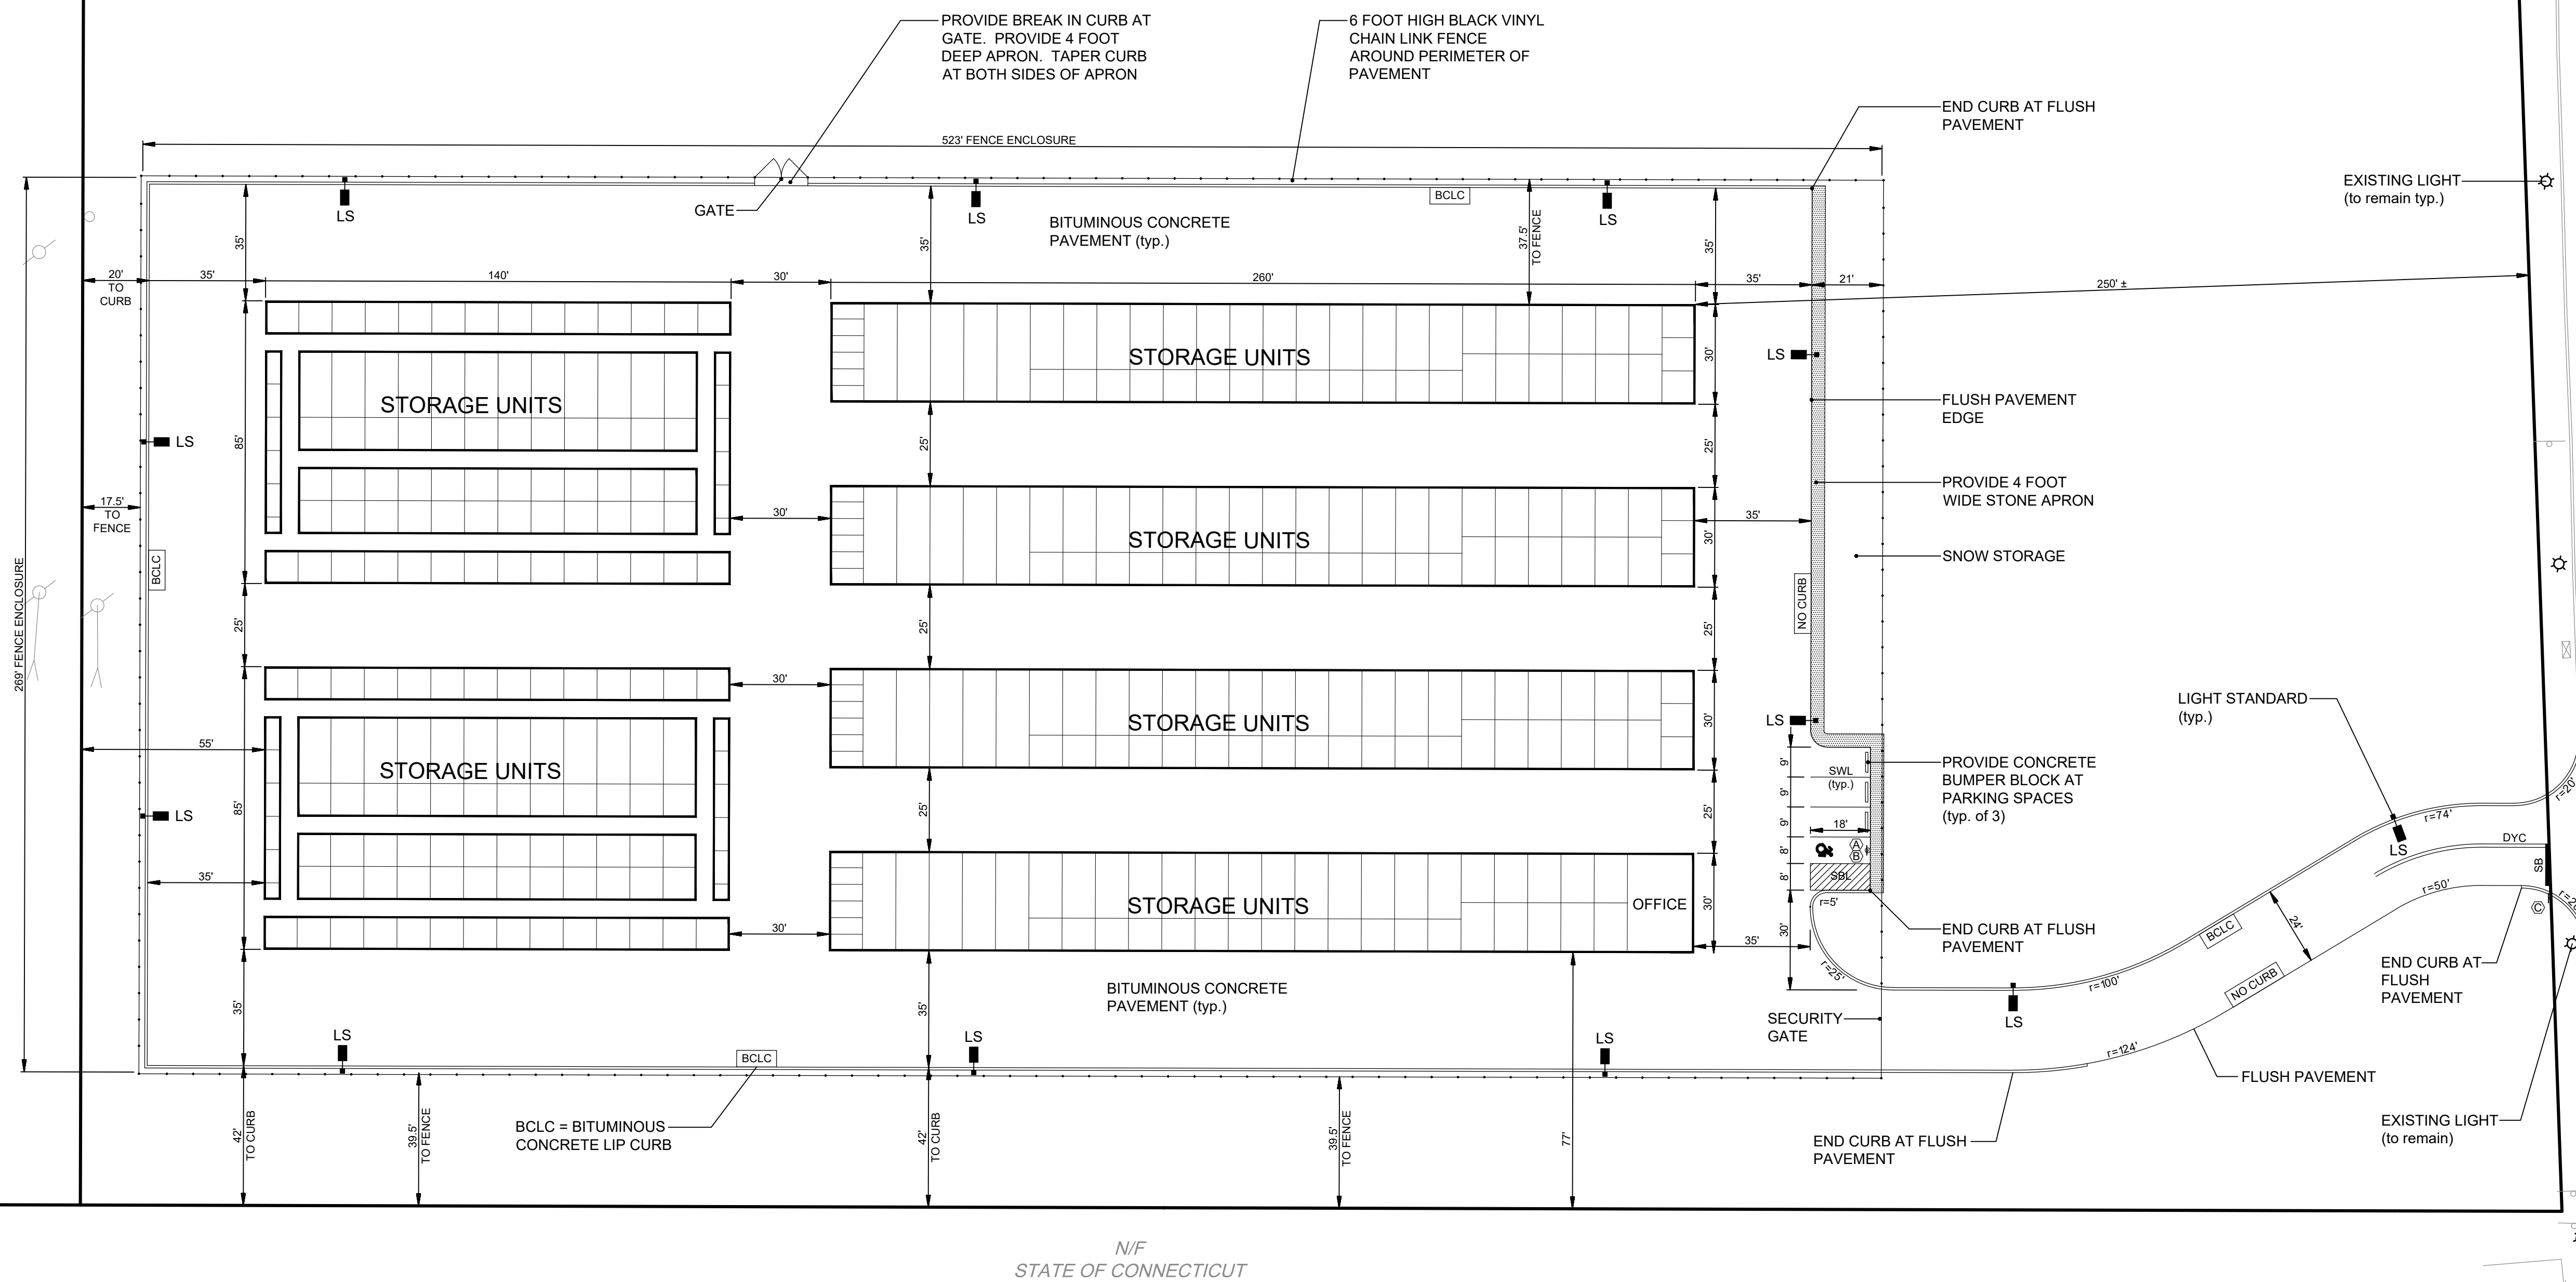 PROVIDE BREAK IN CURB AT
GATE. PROVIDE 4 FOOT
DEEP APRON. TAPER CURB
AT BOTH SIDES OF APRON
6 FOOT HIGH BLACK VINYL
CHAIN LINK FENCE
AROUND PERIMETER OF
PAVEMENT
END CURB AT FLUSH
PAVEMENT
523' FENCE ENCLOSURE
EXISTING LIGHT
(to remain typ.)
LS
GATE
LS
BCLC
LS
BITUMINOUS CONCRETE
PAVEMENT (typ.)
35'
35'
37.5'
TO FENCE
35'
20'
TO
CURB
35'
140'
30'
260'
35'
21'
250' ±
STORAGE UNITS
STORAGE UNITS
30'
LS
FLUSH PAVEMENT
EDGE
LS
85'
25'
25'
PROVIDE 4 FOOT
WIDE STONE APRON
17.5'
TO
FENCE
30'
STORAGE UNITS
30'
35'
SNOW STORAGE
BCLC
NO CURB
269' FENCE ENCLOSURE
25'
25'
25'
30'
55'
STORAGE UNITS
STORAGE UNITS
30'
LS
LIGHT STANDARD
(typ.)
LS
85'
25'
25'
9'
9'
9'
8'
8'
SWL
(typ.)
18'
A
B
SBL
PROVIDE CONCRETE
BUMPER BLOCK AT
PARKING SPACES
(typ. of 3)
r=20'
r=74'
LS
DYC
SB
r=50'
C
35'
30'
STORAGE UNITS
OFFICE
30'
35'
r=5'
30'
r=25'
END CURB AT FLUSH
PAVEMENT
24'
BCLC
NO CURB
END CURB AT
FLUSH
PAVEMENT
35'
35'
BITUMINOUS CONCRETE
PAVEMENT (typ.)
r=100'
LS
SECURITY
GATE
LS
LS
LS
BCLC
r=124'
FLUSH PAVEMENT
42'
TO CURB
39.5'
TO FENCE
BCLC = BITUMINOUS
CONCRETE LIP CURB
42'
TO CURB
39.5'
TO FENCE
77'
END CURB AT FLUSH
PAVEMENT
EXISTING LIGHT
(to remain)
N/F
STATE OF CONNECTICUT